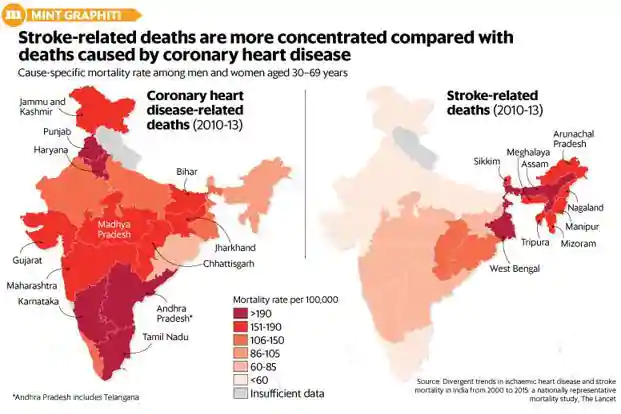 m MINT GRAPHITI
Stroke-related deaths are more concentrated compared with
deaths caused by coronary heart disease
Cause-specific mortality rate among men and women aged 30–69 years
Coronary heart
disease-related
deaths (2010-13)
Jammu and
Kashmir
Punjab
Haryana
Bihar
Madhya
Pradesh
Gujarat
Jharkhand
Chhattisgarh
Maharashtra
Karnataka
Andhra
Pradesh*
Tamil Nadu
*Andhra Pradesh includes Telangana
Mortality rate per 100,000
>190
151-190
106-150
86-105
60-85
<60
Insufficient data
Stroke-related
deaths (2010-13)
Arunachal
Pradesh
Meghalaya
Assam
Sikkim
Nagaland
Manipur
Tripura
Mizoram
West Bengal
Source: Divergent trends in ischaemic heart disease and stroke
mortality in India from 2000 to 2015: a nationally representative
mortality study, The Lancet